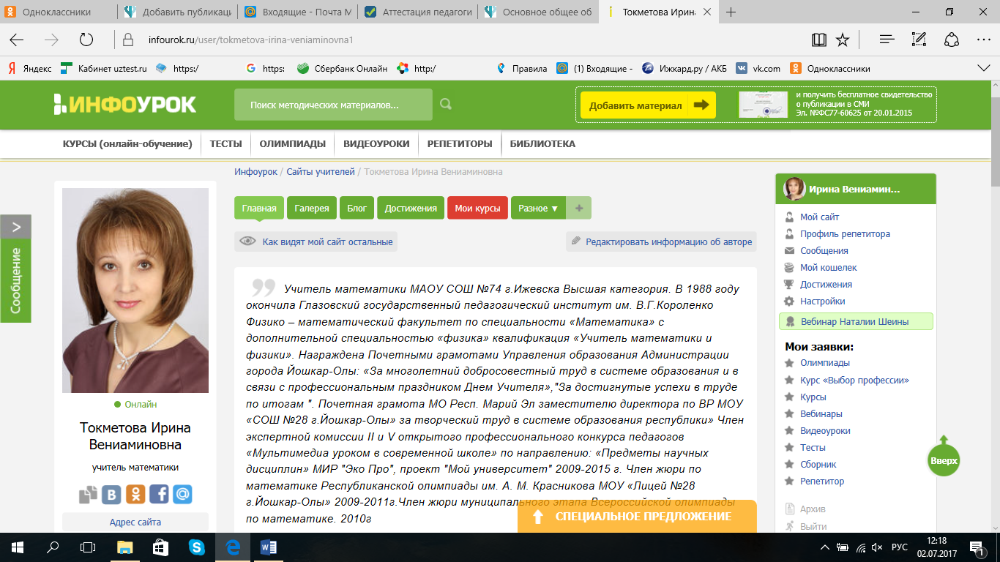 Одноклассники
Добавить публикаци
Входящие - Почта M
Аттестация педагоги
Основное общее об
Токметова Ирина
infourok.ru/user/tokmetova-irina-veniaminovna1
Яндекс
Кабинет uztest.ru
https:/
https:
Сбербанк Онлайн
http:/
Правила
(1) Входящие -
Ижкард.ру / АКБ
vk.com
Одноклассники
ИНФОУРОК
Поиск методических материалов...
Добавить материал
и получить бесплатное свидетельство
о публикации в СМИ
Эл. №ФС77-60625 от 20.01.2015
КУРСЫ (онлайн-обучение)
ТЕСТЫ
ОЛИМПИАДЫ
ВИДЕОУРОКИ
РЕПЕТИТОРЫ
БИБЛИОТЕКА
Инфоурок / Сайты учителей / Токметова Ирина Вениаминовна
Главная
Галерея
Блог
Достижения
Мои курсы
Разное ▼
+
Как видят мой сайт остальные
Редактировать информацию об авторе
Учитель математики МАОУ СОШ №74 г.Ижевска Высшая категория. В 1988 году
окончила Глазовский государственный педагогический институт им. В.Г.Короленко
Физико – математический факультет по специальности «Математика» с
дополнительной специальностью «физика» квалификация «Учитель математики и
физики». Награждена Почетными грамотами Управления образования Администрации
города Йошкар-Олы: «За многолетний добросовестный труд в системе образования и в
связи с профессиональным праздником Днем Учителя»,"За достигнутые успехи в труде
по итогам ". Почетная грамота МО Респ. Марий Эл заместителю директора по ВР МОУ
«СОШ №28 г.Йошкар-Олы» за творческий труд в системе образования республики» Член
экспертной комиссии II и V открытого профессионального конкурса педагогов
«Мультимедиа уроком в современной школе» по направлению: «Предметы научных
дисциплин» МИР "Эко Про", проект "Мой университет" 2009-2015 г. Член жюри по
математике Республиканской олимпиады им. А. М. Красникова МОУ «Лицей №28
г.Йошкар-Олы» 2009-2011г.Член жюри муниципального этапа Всероссийской олимпиады
по математике. 2010г
СПЕЦИАЛЬНОЕ ПРЕДЛОЖЕНИЕ
Сообщение
Онлайн
Токметова Ирина
Вениаминовна
учитель математики
Адрес сайта
Ирина Вениамин...
Мой сайт
Профиль репетитора
Сообщения
Мой кошелек
Достижения
Настройки
Вебинар Наталии Шеины
Мои заявки:
Олимпиады
Курс «Выбор профессии»
Курсы
Вебинары
Видеоуроки
Тесты
Сборник
Репетитор
Архив
Выйти
Вверх
РУС
12:18
02.07.2017
1